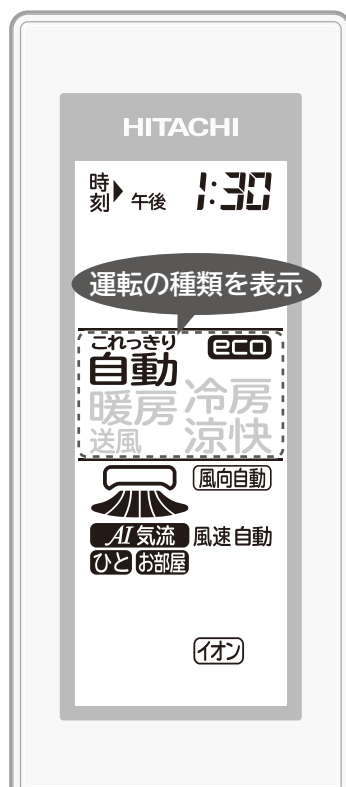 HITACHI
時刻 午後 1:30
運転の種類を表示
これっきり
自動 eco
暖房 冷房
送風 涼快
風向自動
AI 気流 風速 自動
ひと お部屋
イオン